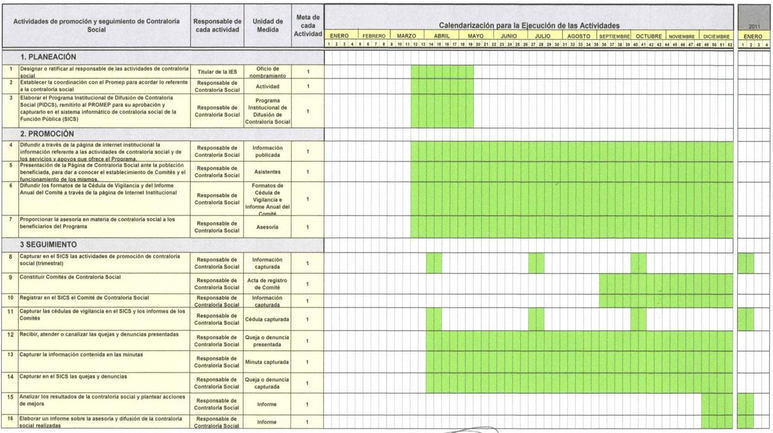 Actividades de promoción y seguimiento de Contraloría Social
Responsable de cada actividad
Unidad de Medida
Meta de cada Actividad
Calendarización para la Ejecución de las Actividades
2011
ENERO FEBRERO MARZO ABRIL MAYO JUNIO JULIO AGOSTO SEPTIEMBRE OCTUBRE NOVIEMBRE DICIEMBRE ENERO
1 2 3 4 5 6 7 8 9 10 11 12 13 14 15 16 17 18 19 20 21 22 23 24 25 26 27 28 29 30 31 32 33 34 35 36 37 38 39 40 41 42 43 44 45 46 47 48 49 50 51 52 1 2 3 4
1. PLANEACIÓN
1 Designar o ratificar al responsable de las actividades de contraloría social
Titular de la IES
Oficio de nombramiento
1
2 Establecer la coordinación con el Promep para acordar lo referente a la contraloría social
Responsable de Contraloría Social
Actividad
1
3 Elaborar el Programa Institucional de Difusión de Contraloría Social (PIDCS), remitirlo al PROMEP para su aprobación y capturarlo en el sistema informático de contraloría social de la Función Pública (SICS)
Responsable de Contraloría Social
Programa Institucional de Difusión de Contraloría Social
1
2. PROMOCIÓN
4 Difundir a través de la página de internet institucional la información referente a las actividades de contraloría social y de los servicios y apoyos que ofrece el Programa.
Responsable de Contraloría Social
Información publicada
1
5 Presentación de la Página de Contraloría Social ante la población beneficiada, para dar a conocer el establecimiento de Comités y el funcionamiento de los mismos.
Responsable de Contraloría Social
Asistentes
1
6 Difundir los formatos de la Cédula de Vigilancia y del Informe Anual del Comité a través de la página de Internet Institucional
Responsable de Contraloría Social
Formatos de Cédula de Vigilancia e Informe Anual del Comité
1
7 Proporcionar la asesoría en materia de contraloría social a los beneficiarios del Programa
Responsable de Contraloría Social
Asesoría
1
3 SEGUIMIENTO
8 Capturar en el SICS las actividades de promoción de contraloría social (trimestral)
Responsable de Contraloría Social
Información capturada
1
9 Constituir Comités de Contraloría Social
Responsable de Contraloría Social
Acta de registro de Comité
1
10 Registrar en el SICS el Comité de Contraloría Social
Responsable de Contraloría Social
Información capturada
1
11 Capturar las cédulas de vigilancia en el SICS y los informes de los Comités
Responsable de Contraloría Social
Cédula capturada
1
12 Recibir, atender o canalizar las quejas y denuncias presentadas
Responsable de Contraloría Social
Queja o denuncia presentada
1
13 Capturar la información contenida en las minutas
Responsable de Contraloría Social
Minuta capturada
1
14 Capturar en el SICS las quejas y denuncias
Responsable de Contraloría Social
Queja o denuncia capturada
1
15 Analizar los resultados de la contraloría social y plantear acciones de mejors
Responsable de Contraloría Social
Informe
1
16 Elaborar un informe sobre la asesoría y difusión de la contraloría social realizadas
Responsable de Contraloría Social
Informe
1